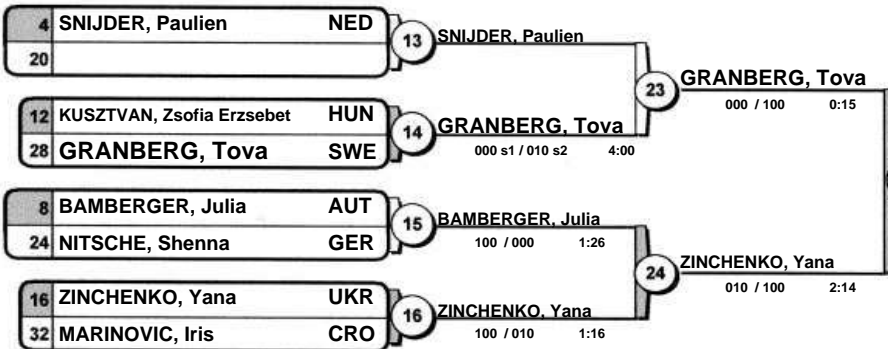 4 SNIJDER, Paulien NED
20
13
SNIJDER, Paulien
12 KUSZTVAN, Zsofia Erzsebet HUN
28 GRANBERG, Tova SWE
14
GRANBERG, Tova
000 s1 / 010 s2 4:00
23
GRANBERG, Tova
000 / 100 0:15
8 BAMBERGER, Julia AUT
24 NITSCHE, Shenna GER
15
BAMBERGER, Julia
100 / 000 1:26
16 ZINCHENKO, Yana UKR
32 MARINOVIC, Iris CRO
16
ZINCHENKO, Yana
100 / 010 1:16
24
ZINCHENKO, Yana
010 / 100 2:14